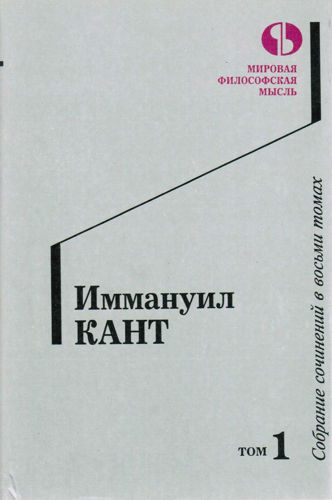 МИРОВАЯ
ФИЛОСОФСКАЯ
МЫСЛЬ
Иммануил
КАНТ
Собрание сочинений в восьми томах
ТОМ 1